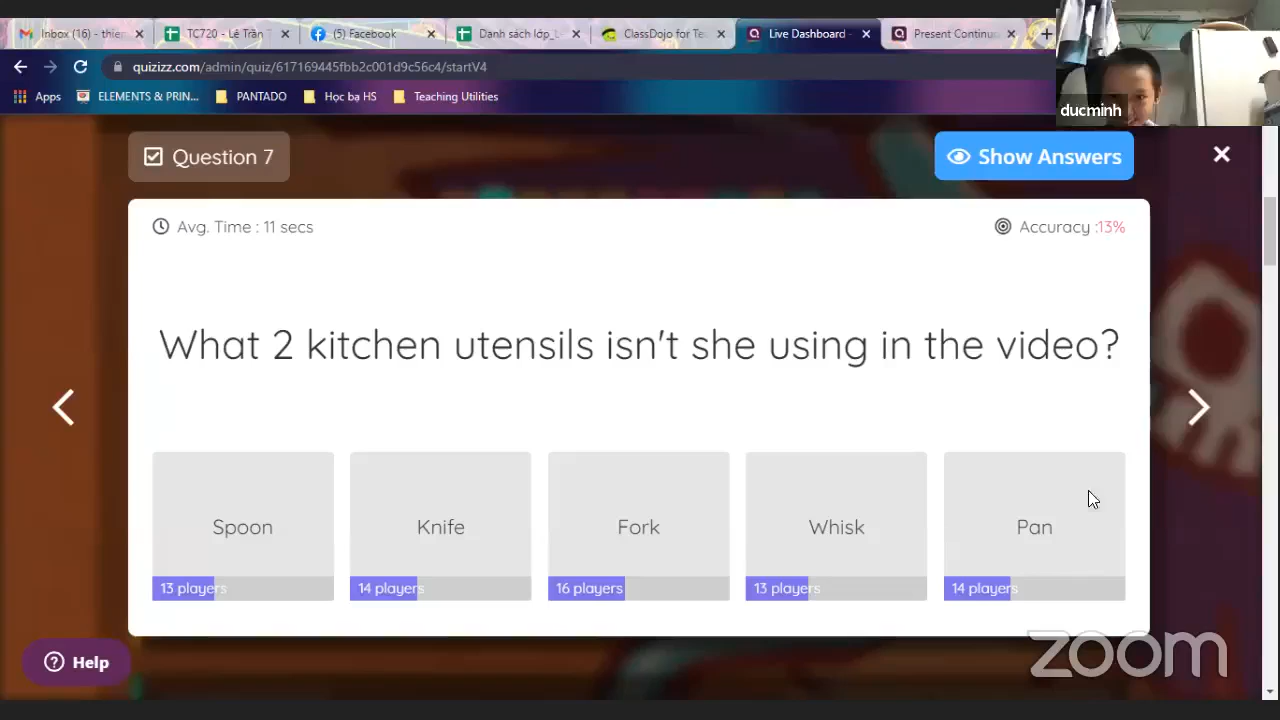 Inbox (16) - thien
TC720 - Lê Trần T
(5) Facebook
Danh sách lớp_L
ClassDojo for Te
Live Dashboard -
Present Continu
quizizz.com/admin/quiz/617169445fbb2c001d9c56c4/startV4
Apps
ELEMENTS & PRIN...
PANTADO
Học bạ HS
Teaching Utilities
ducminh
Question 7
Show Answers
Avg. Time : 11 secs
Accuracy :13%
What 2 kitchen utensils isn't she using in the video?
Spoon
Knife
Fork
Whisk
Pan
13 players
14 players
16 players
13 players
14 players
Help
zoom